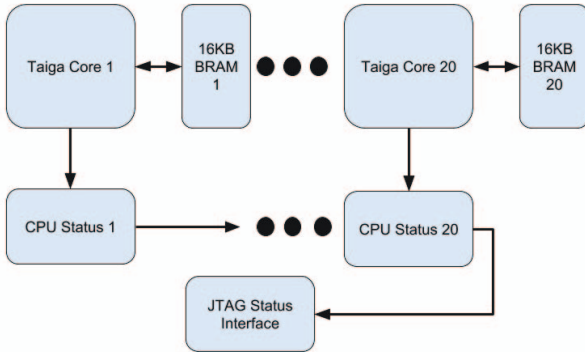 Taiga Core 1
16KB
BRAM
1
Taiga Core 20
16KB
BRAM
20
CPU Status 1
CPU Status 20
JTAG Status
Interface